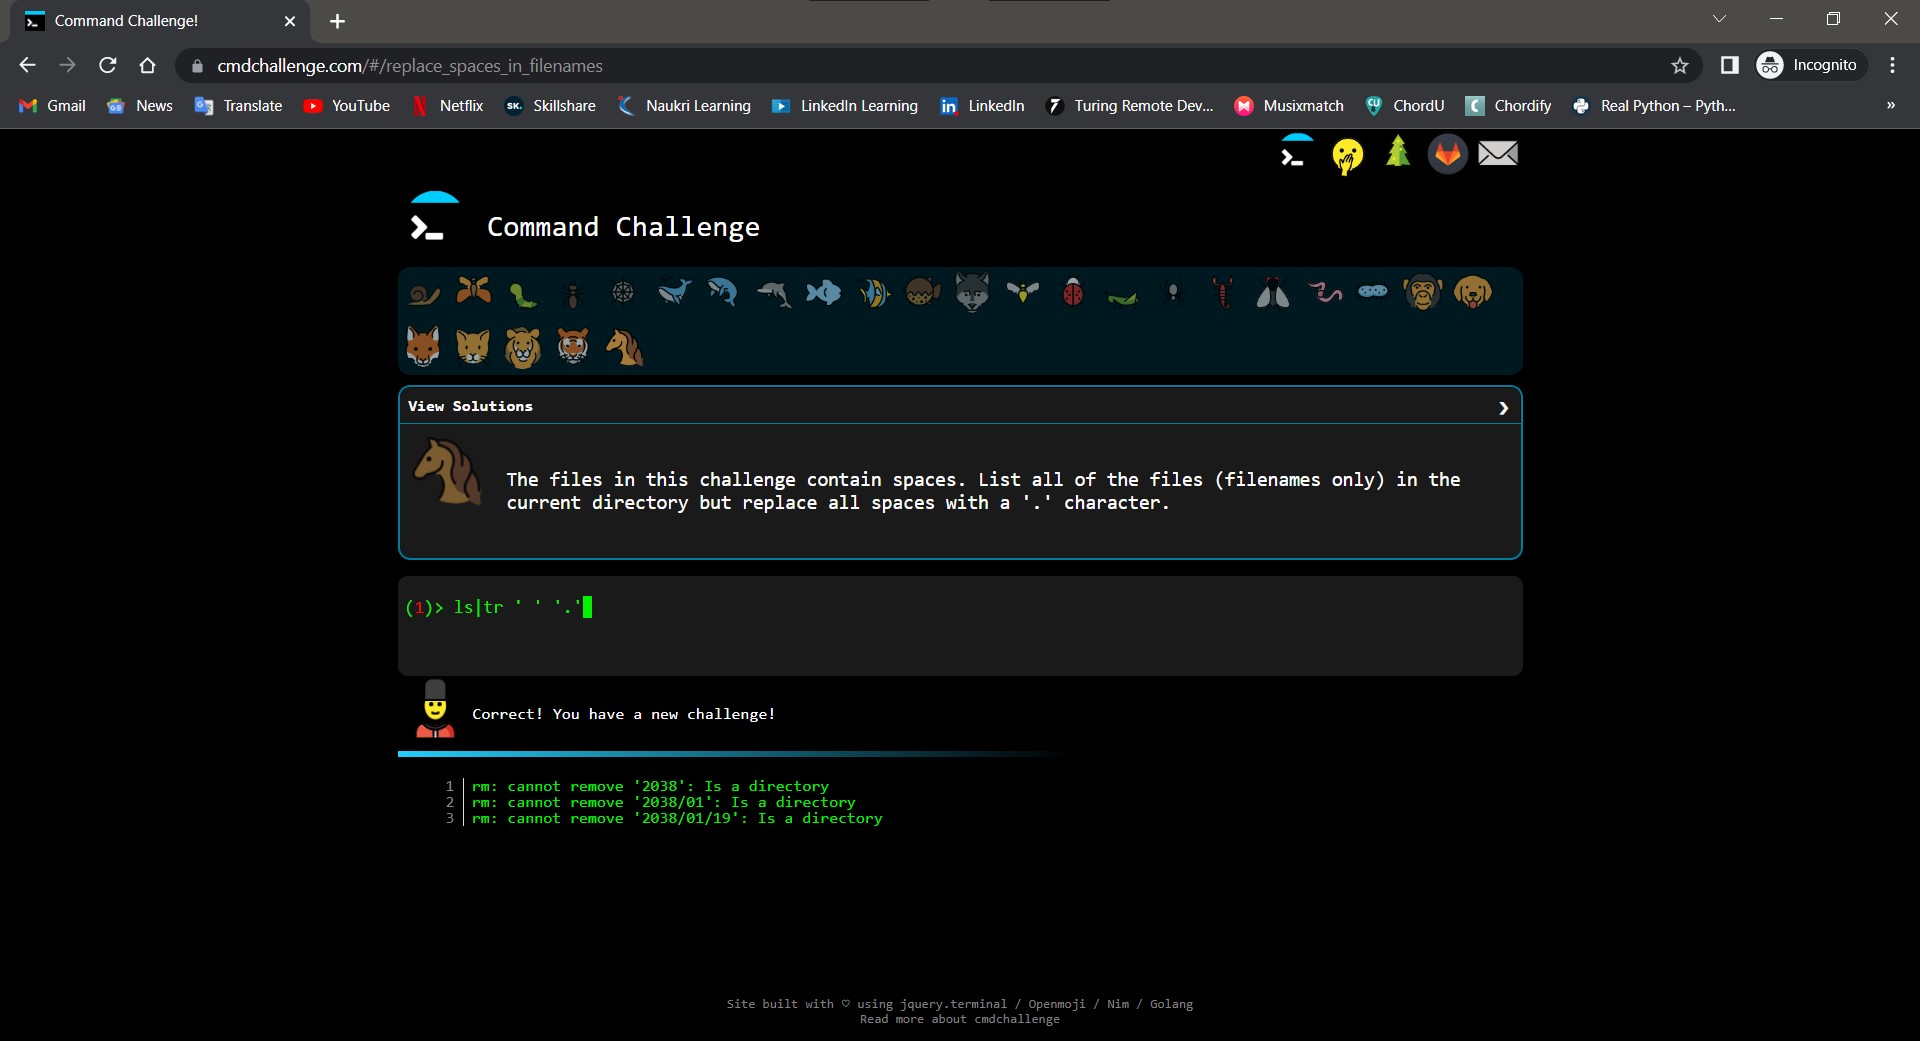 Command Challenge!
cmdchallenge.com/#/replace_spaces_in_filenames
Incognito
Gmail
News
Translate
YouTube
Netflix
SK.
Skillshare
Naukri Learning
LinkedIn Learning
in
LinkedIn
Turing Remote Dev...
Musixmatch
CU
ChordU
C
Chordify
Real Python – Pyth...
»
Command Challenge
View Solutions
The files in this challenge contain spaces. List all of the files (filenames only) in the
current directory but replace all spaces with a '.' character.
(1)> ls|tr ' ' '.'
Correct! You have a new challenge!
1 rm: cannot remove '2038': Is a directory
2 rm: cannot remove '2038/01': Is a directory
3 rm: cannot remove '2038/01/19': Is a directory
Site built with ♡ using jquery.terminal / Openmoji / Nim / Golang
Read more about cmdchallenge